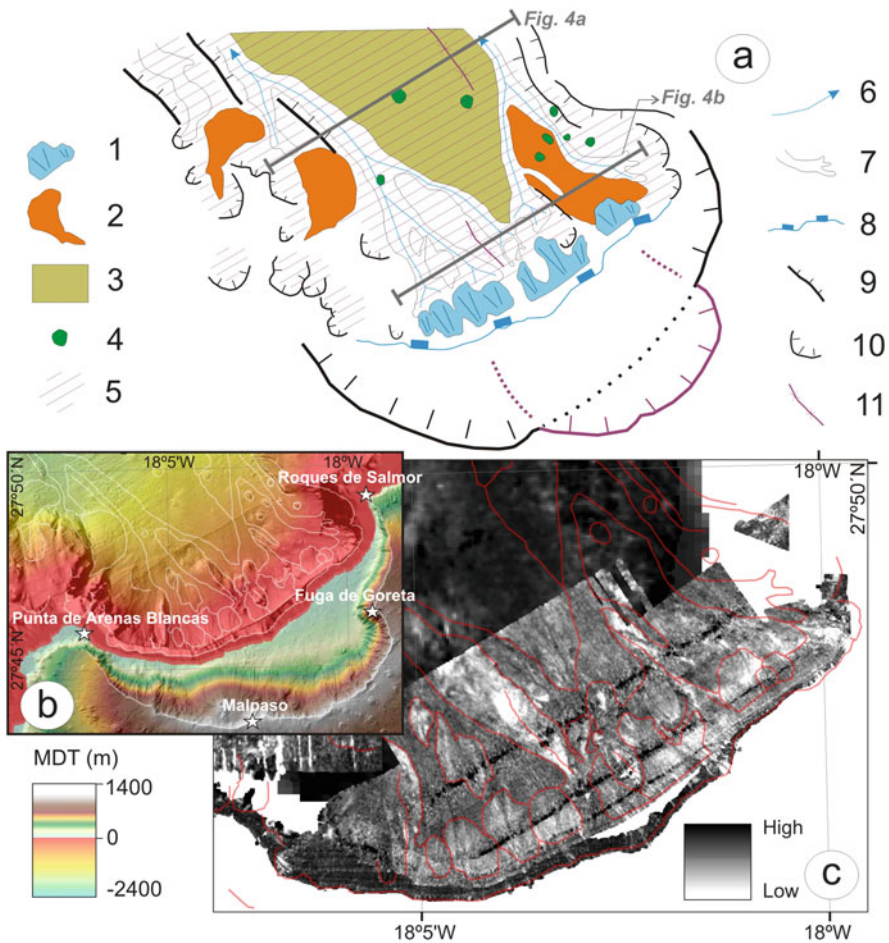 Fig. 4a
a
Fig. 4b
1
2
3
4
5
6
7
8
9
10
11
18°5'W
18°W
27°50'N
27°45'N
Roques de Salmor
Punta de Arenas Blancas
Fuga de Goreta
Malpaso
b
MDT (m)
1400
0
-2400
18°W
27°50'N
High
Low
c
18°5'W
18°W